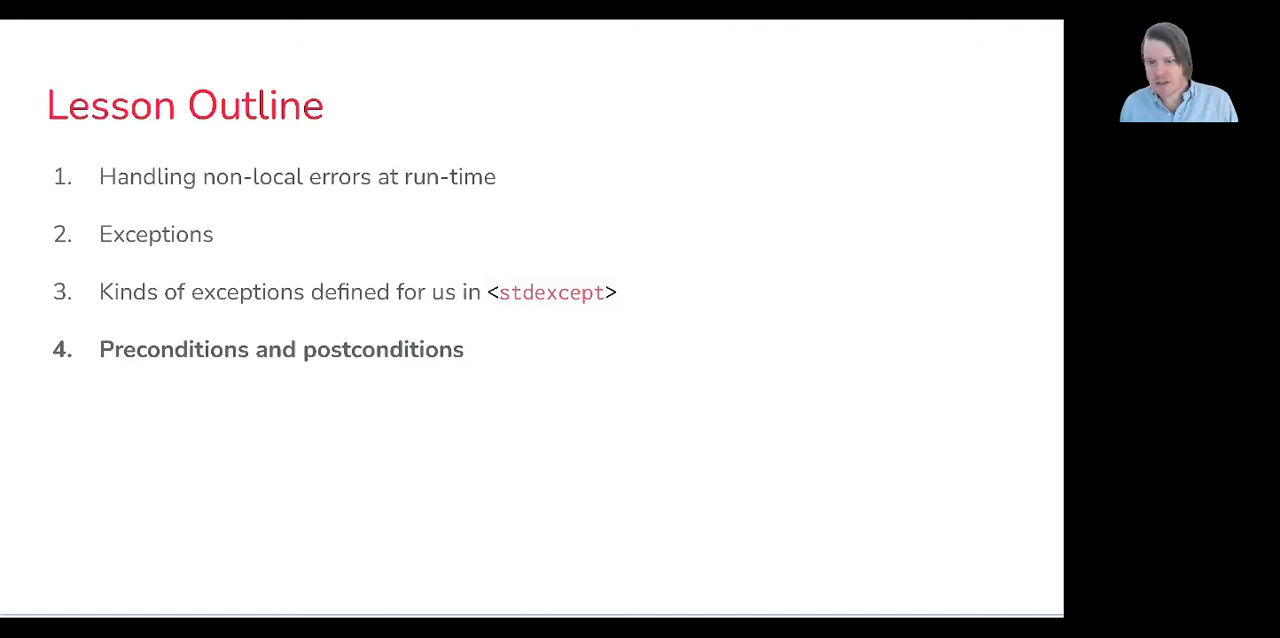 Lesson Outline
1. Handling non-local errors at run-time
2. Exceptions
3. Kinds of exceptions defined for us in <stdexcept>
4. Preconditions and postconditions